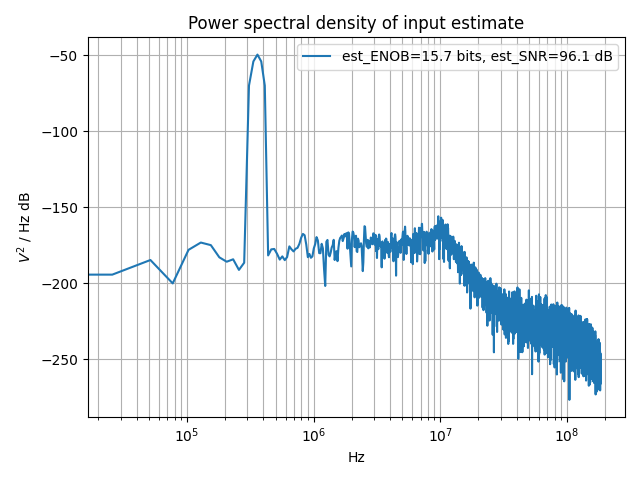 Power spectral density of input estimate
est_ENOB=15.7 bits, est_SNR=96.1 dB
V² / Hz dB
−50
−100
−150
−200
−250
10⁵ 10⁶ 10⁷ 10⁸
Hz